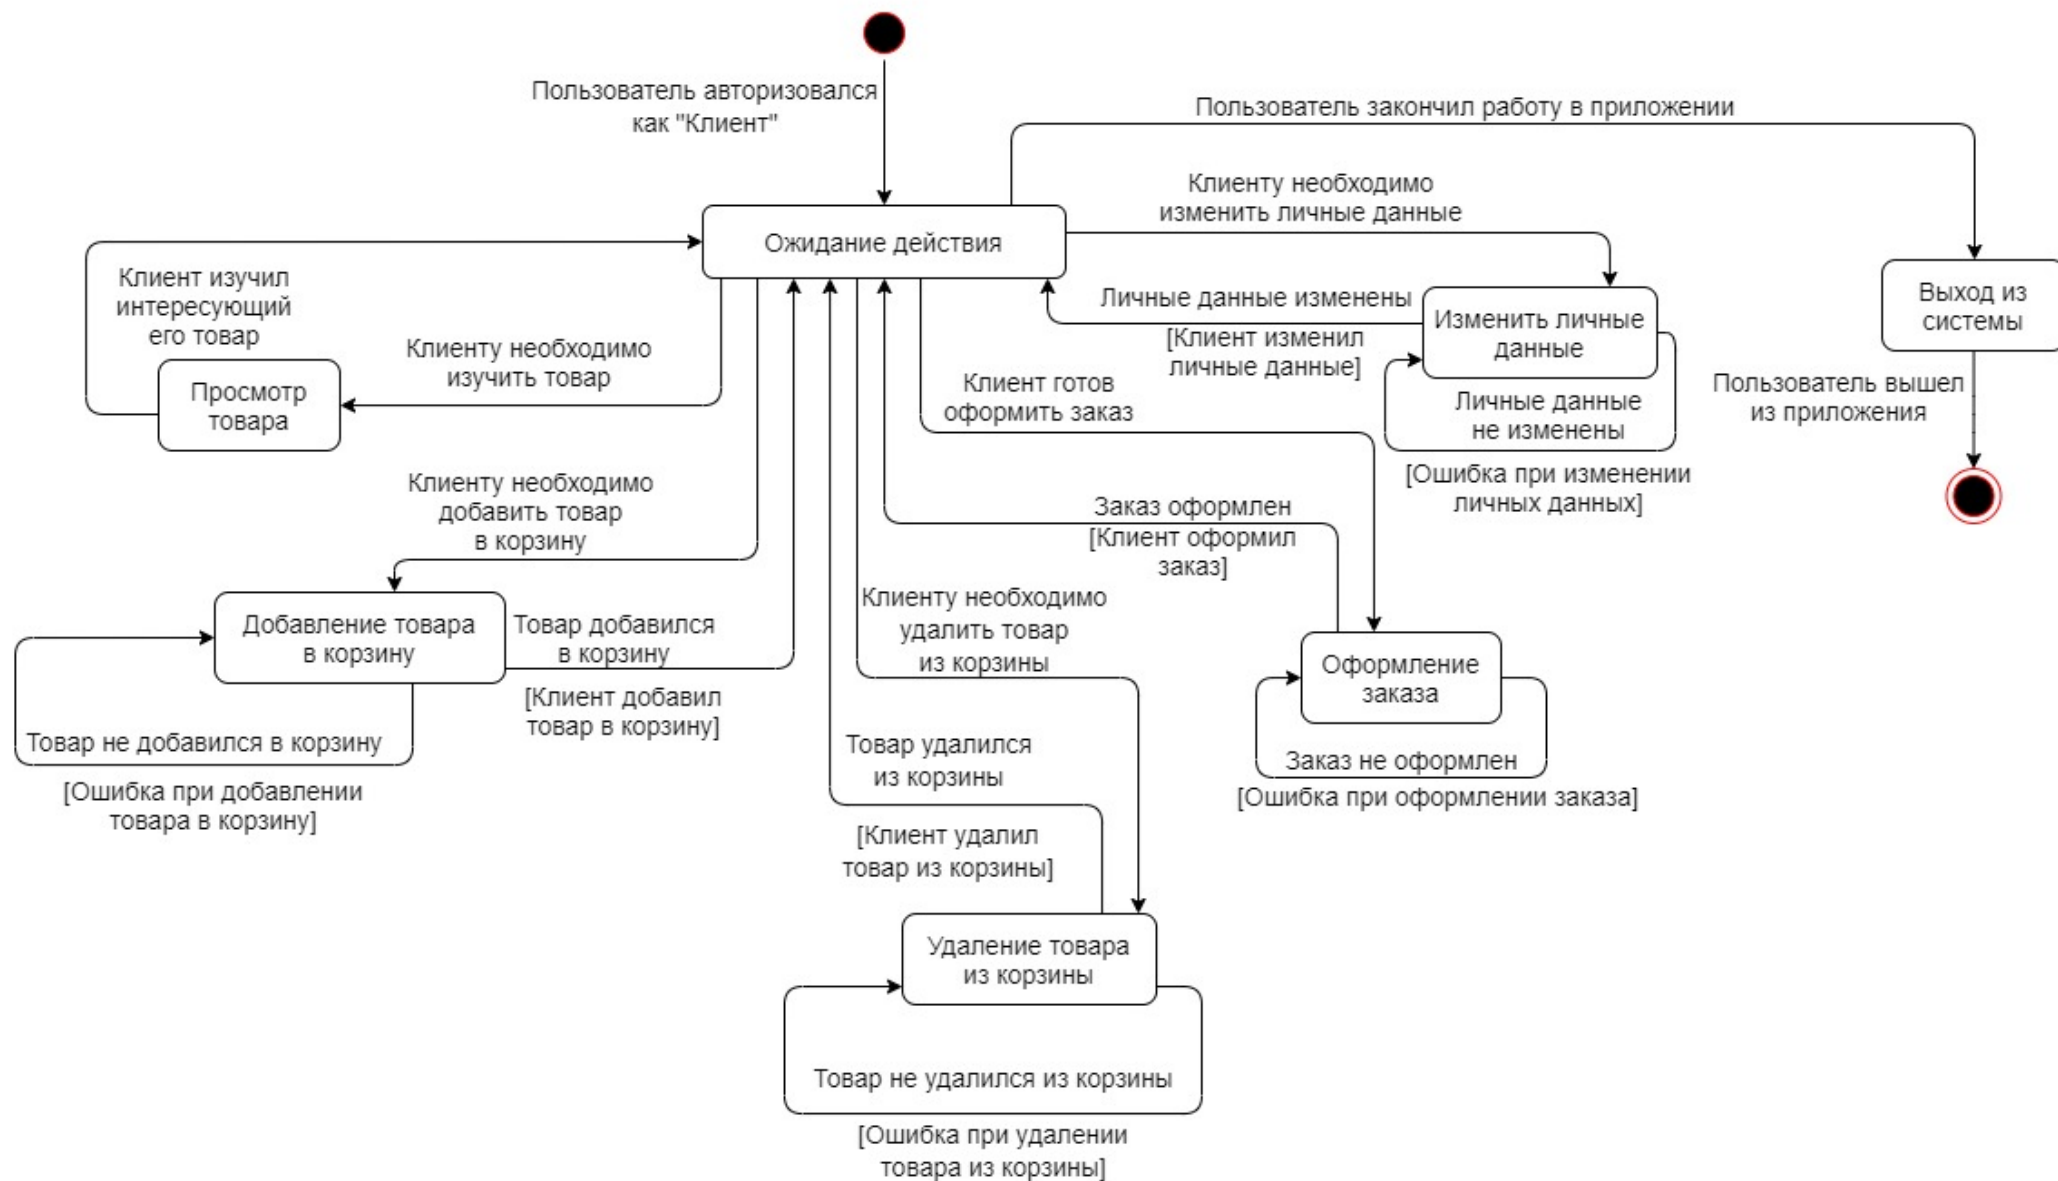 Пользователь авторизовался
как "Клиент"
Пользователь закончил работу в приложении
Клиенту необходимо
изменить личные данные
Ожидание действия
Клиент изучил
интересующий
его товар
Личные данные изменены
[Клиент изменил
личные данные]
Изменить личные
данные
Выход из
системы
Клиенту необходимо
изучить товар
Просмотр
товара
Клиент готов
оформить заказ
Личные данные
не изменены
[Ошибка при изменении
личных данных]
Пользователь вышел
из приложения
Клиенту необходимо
добавить товар
в корзину
Заказ оформлен
[Клиент оформил
заказ]
Добавление товара
в корзину
Товар добавился
в корзину
[Клиент добавил
товар в корзину]
Клиенту необходимо
удалить товар
из корзины
Оформление
заказа
Товар не добавился в корзину
[Ошибка при добавлении
товара в корзину]
Товар удалился
из корзины
[Клиент удалил
товар из корзины]
Заказ не оформлен
[Ошибка при оформлении заказа]
Удаление товара
из корзины
Товар не удалился из корзины
[Ошибка при удалении
товара из корзины]